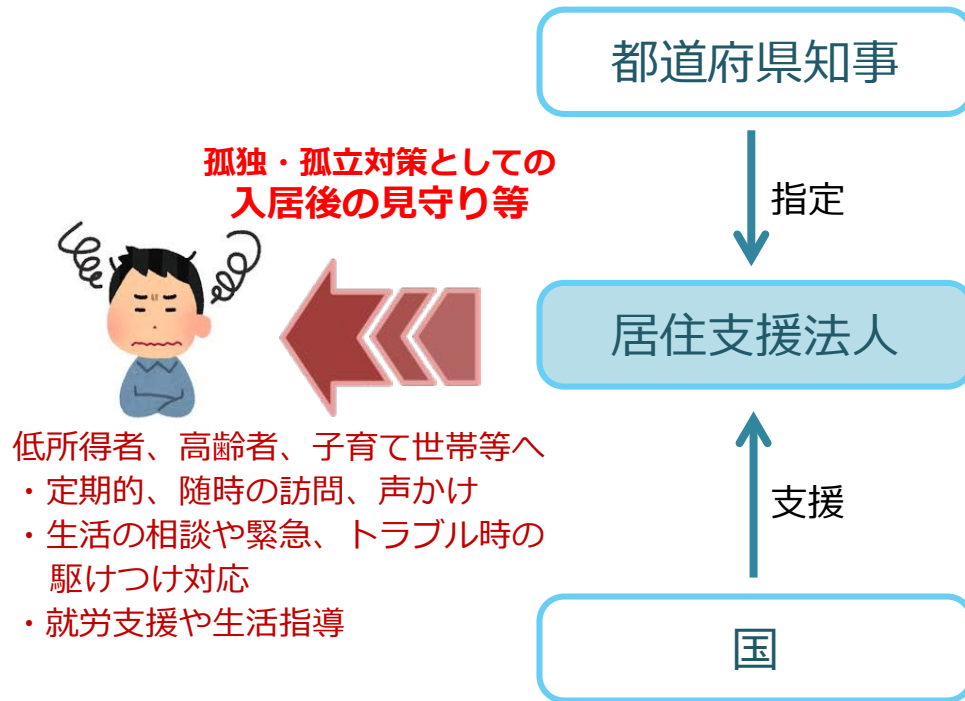 都道府県知事
孤独・孤立対策としての
入居後の見守り等
指定
居住支援法人
低所得者、高齢者、子育て世帯等へ
・定期的、随時の訪問、声かけ
・生活の相談や緊急、トラブル時の
駆けつけ対応
・就労支援や生活指導
支援
国